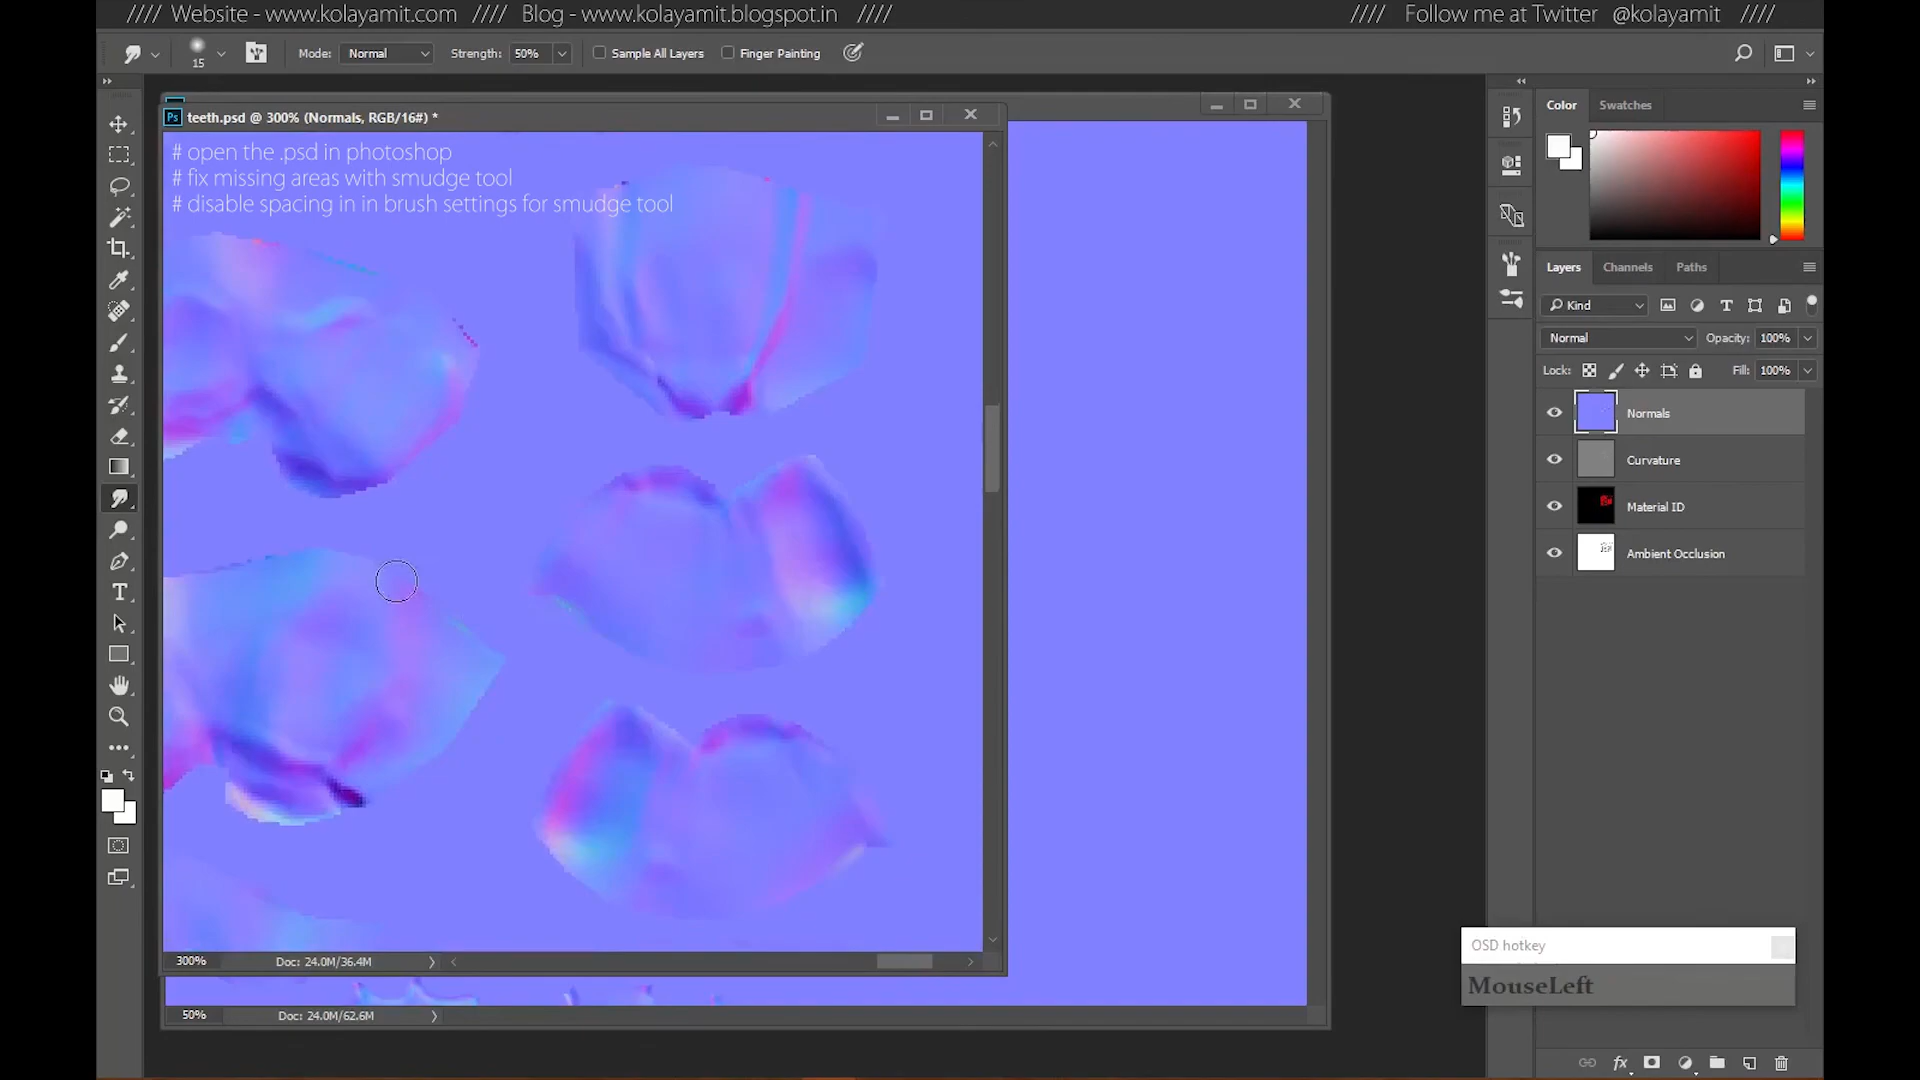 //// Website - www.kolayamit.com //// Blog - www.kolayamit.blogspot.in //// //// Follow me at Twitter @kolayamit ////
15 Mode: Normal Strength: 50% Sample All Layers Finger Painting
Ps teeth.psd @ 300% (Normals, RGB/16#) *
# open the .psd in photoshop
# fix missing areas with smudge tool
# disable spacing in in brush settings for smudge tool
300% Doc: 24.0M/36.4M
50% Doc: 24.0M/62.6M
Color Swatches
Layers Channels Paths
Kind
Normal Opacity: 100%
Lock: Fill: 100%
Normals
Curvature
Material ID
Ambient Occlusion
OSD hotkey
MouseLeft
fx